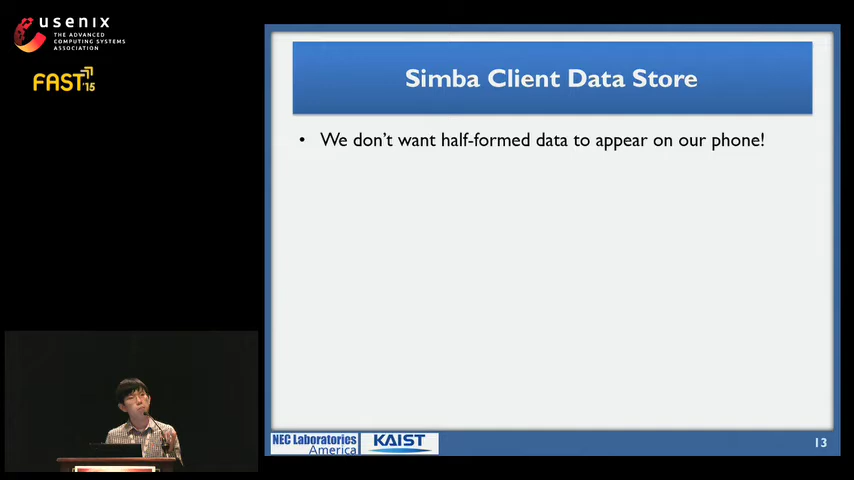 usenix
THE ADVANCED
COMPUTING SYSTEMS
ASSOCIATION
FAST '15
Simba Client Data Store
• We don't want half-formed data to appear on our phone!
NEC Laboratories
America
KAIST
13